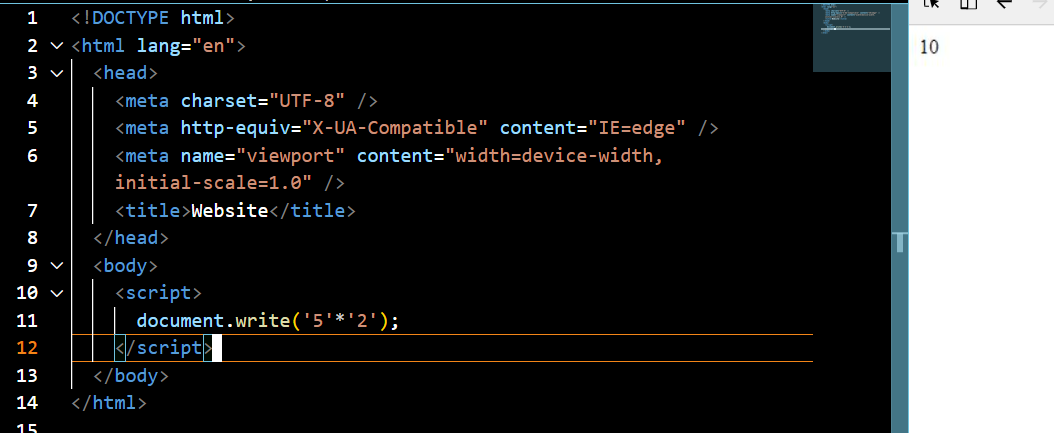 1 <!DOCTYPE html>
2 <html lang="en">
3 <head>
4 <meta charset="UTF-8" />
5 <meta http-equiv="X-UA-Compatible" content="IE=edge" />
6 <meta name="viewport" content="width=device-width,
initial-scale=1.0" />
7 <title>Website</title>
8 </head>
9 <body>
10 <script>
11 document.write('5'*'2');
12 </script>
13 </body>
14 </html>
15
10